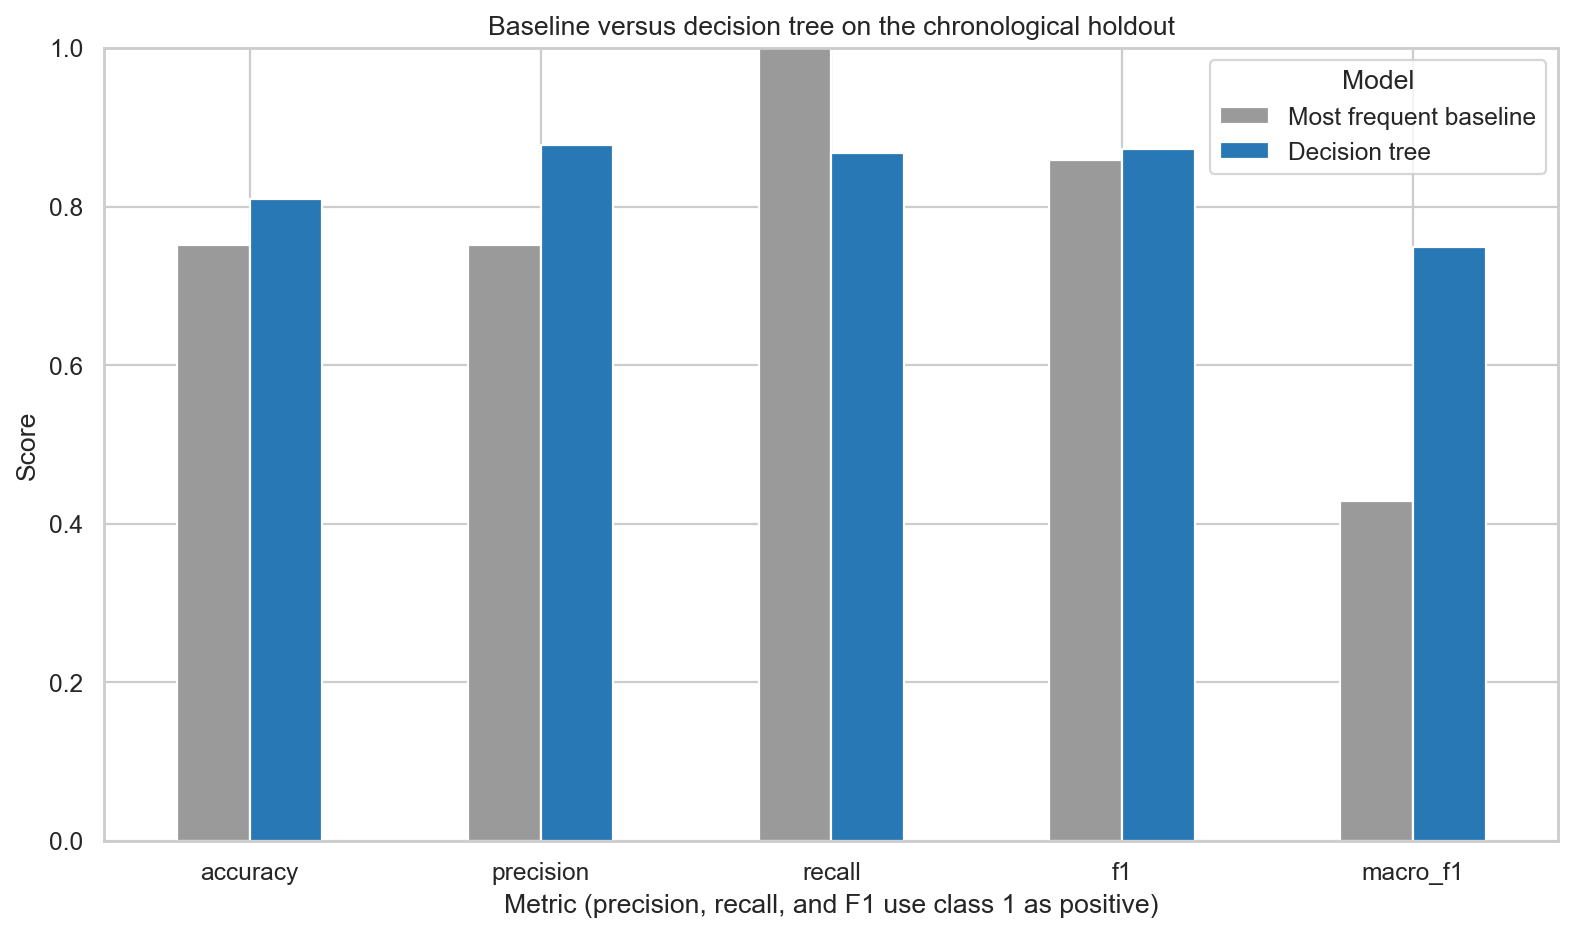 Baseline versus decision tree on the chronological holdout
1.0
0.8
0.6
0.4
0.2
0.0
Score
Model
Most frequent baseline
Decision tree
accuracy
precision
recall
f1
macro_f1
Metric (precision, recall, and F1 use class 1 as positive)